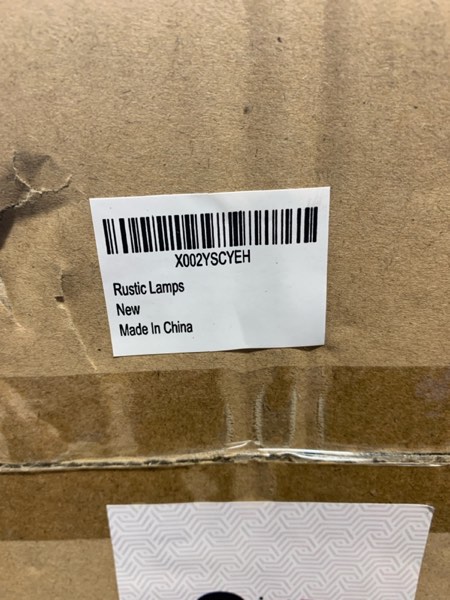 X002YSCYEH
Rustic Lamps
New
Made In China